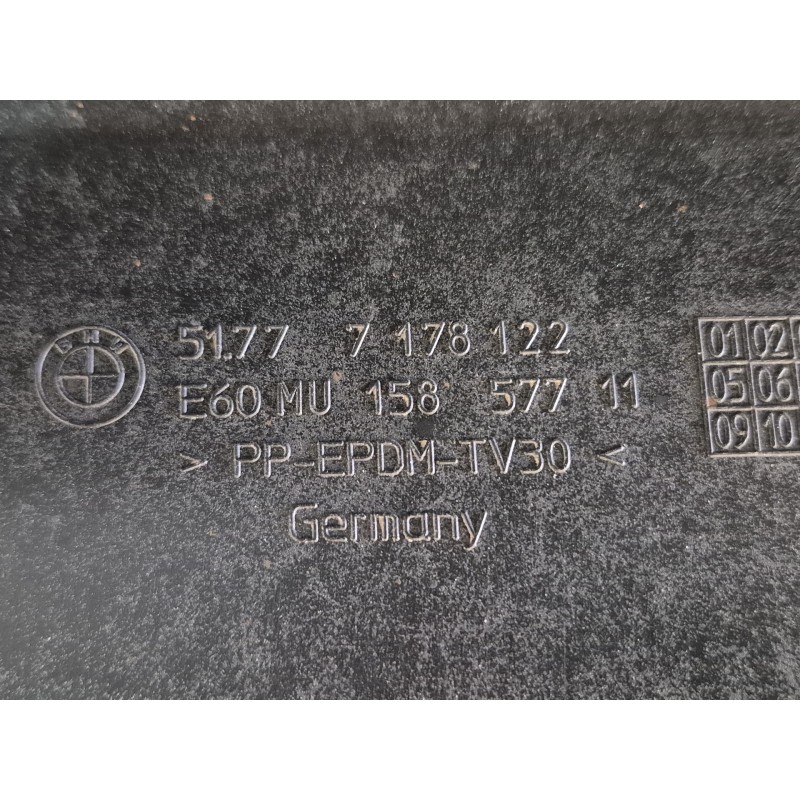 BMW
51.77 7 178 122
E60 MU 158 577 11
> PP-EPDM-TV30 <
Germany
01 02
05 06
09 10